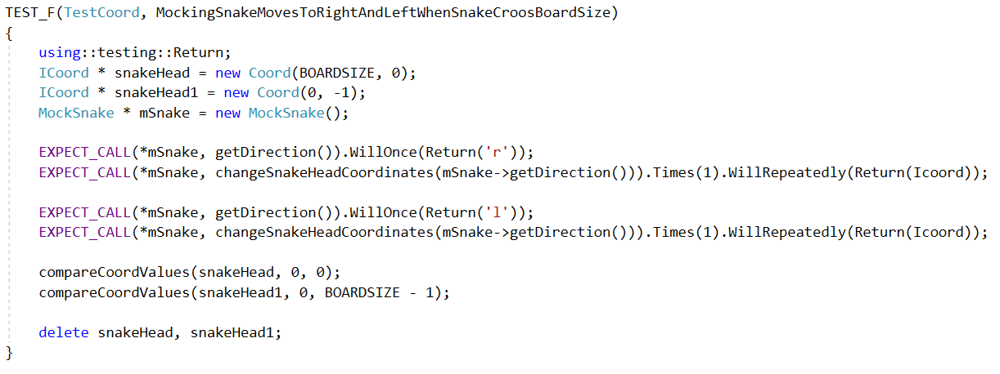 TEST_F(TestCoord, MockingSnakeMovesToRightAndLeftWhenSnakeCroosBoardSize)
{
using::testing::Return;
ICoord * snakeHead = new Coord(BOARDSIZE, 0);
ICoord * snakeHead1 = new Coord(0, -1);
MockSnake * mSnake = new MockSnake();
EXPECT_CALL(*mSnake, getDirection()).WillOnce(Return('r'));
EXPECT_CALL(*mSnake, changeSnakeHeadCoordinates(mSnake->getDirection())).Times(1).WillRepeatedly(Return(Icoord));
EXPECT_CALL(*mSnake, getDirection()).WillOnce(Return('l'));
EXPECT_CALL(*mSnake, changeSnakeHeadCoordinates(mSnake->getDirection())).Times(1).WillRepeatedly(Return(Icoord));
compareCoordValues(snakeHead, 0, 0);
compareCoordValues(snakeHead1, 0, BOARDSIZE - 1);
delete snakeHead, snakeHead1;
}